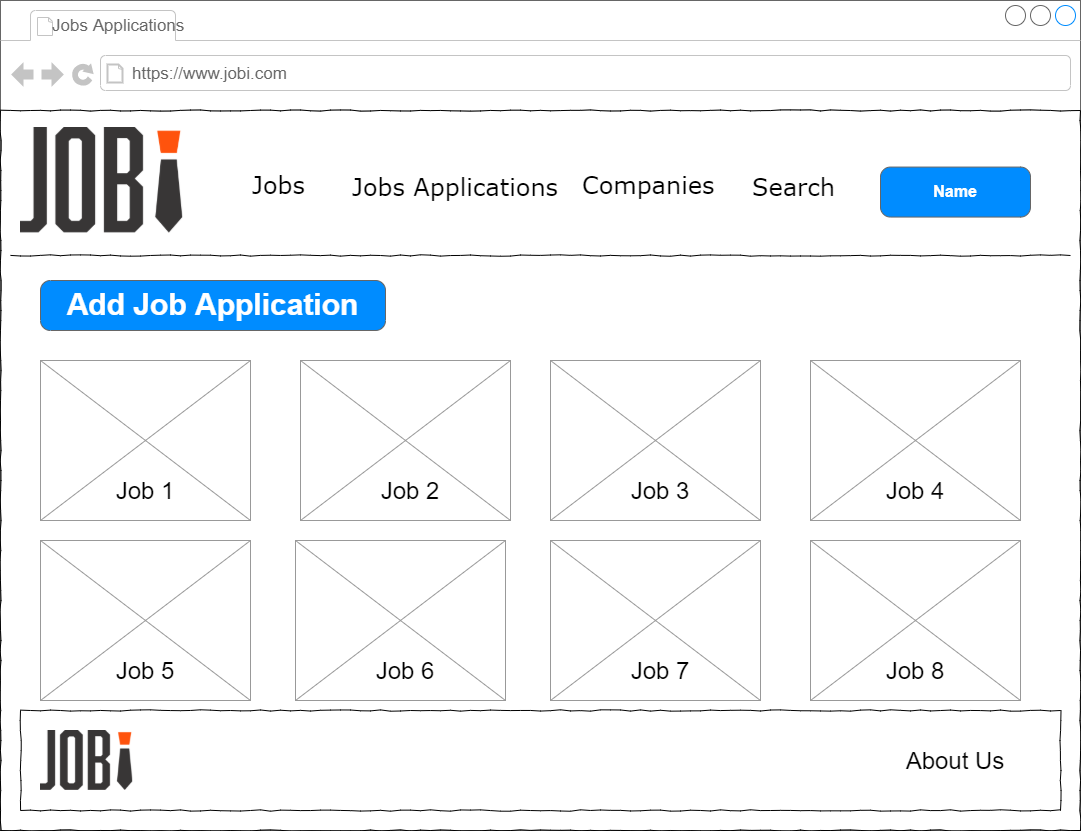 Jobs Applications
https://www.jobi.com
JOBi
Jobs
Jobs Applications
Companies
Search
Name
Add Job Application
Job 1
Job 2
Job 3
Job 4
Job 5
Job 6
Job 7
Job 8
JOBi
About Us